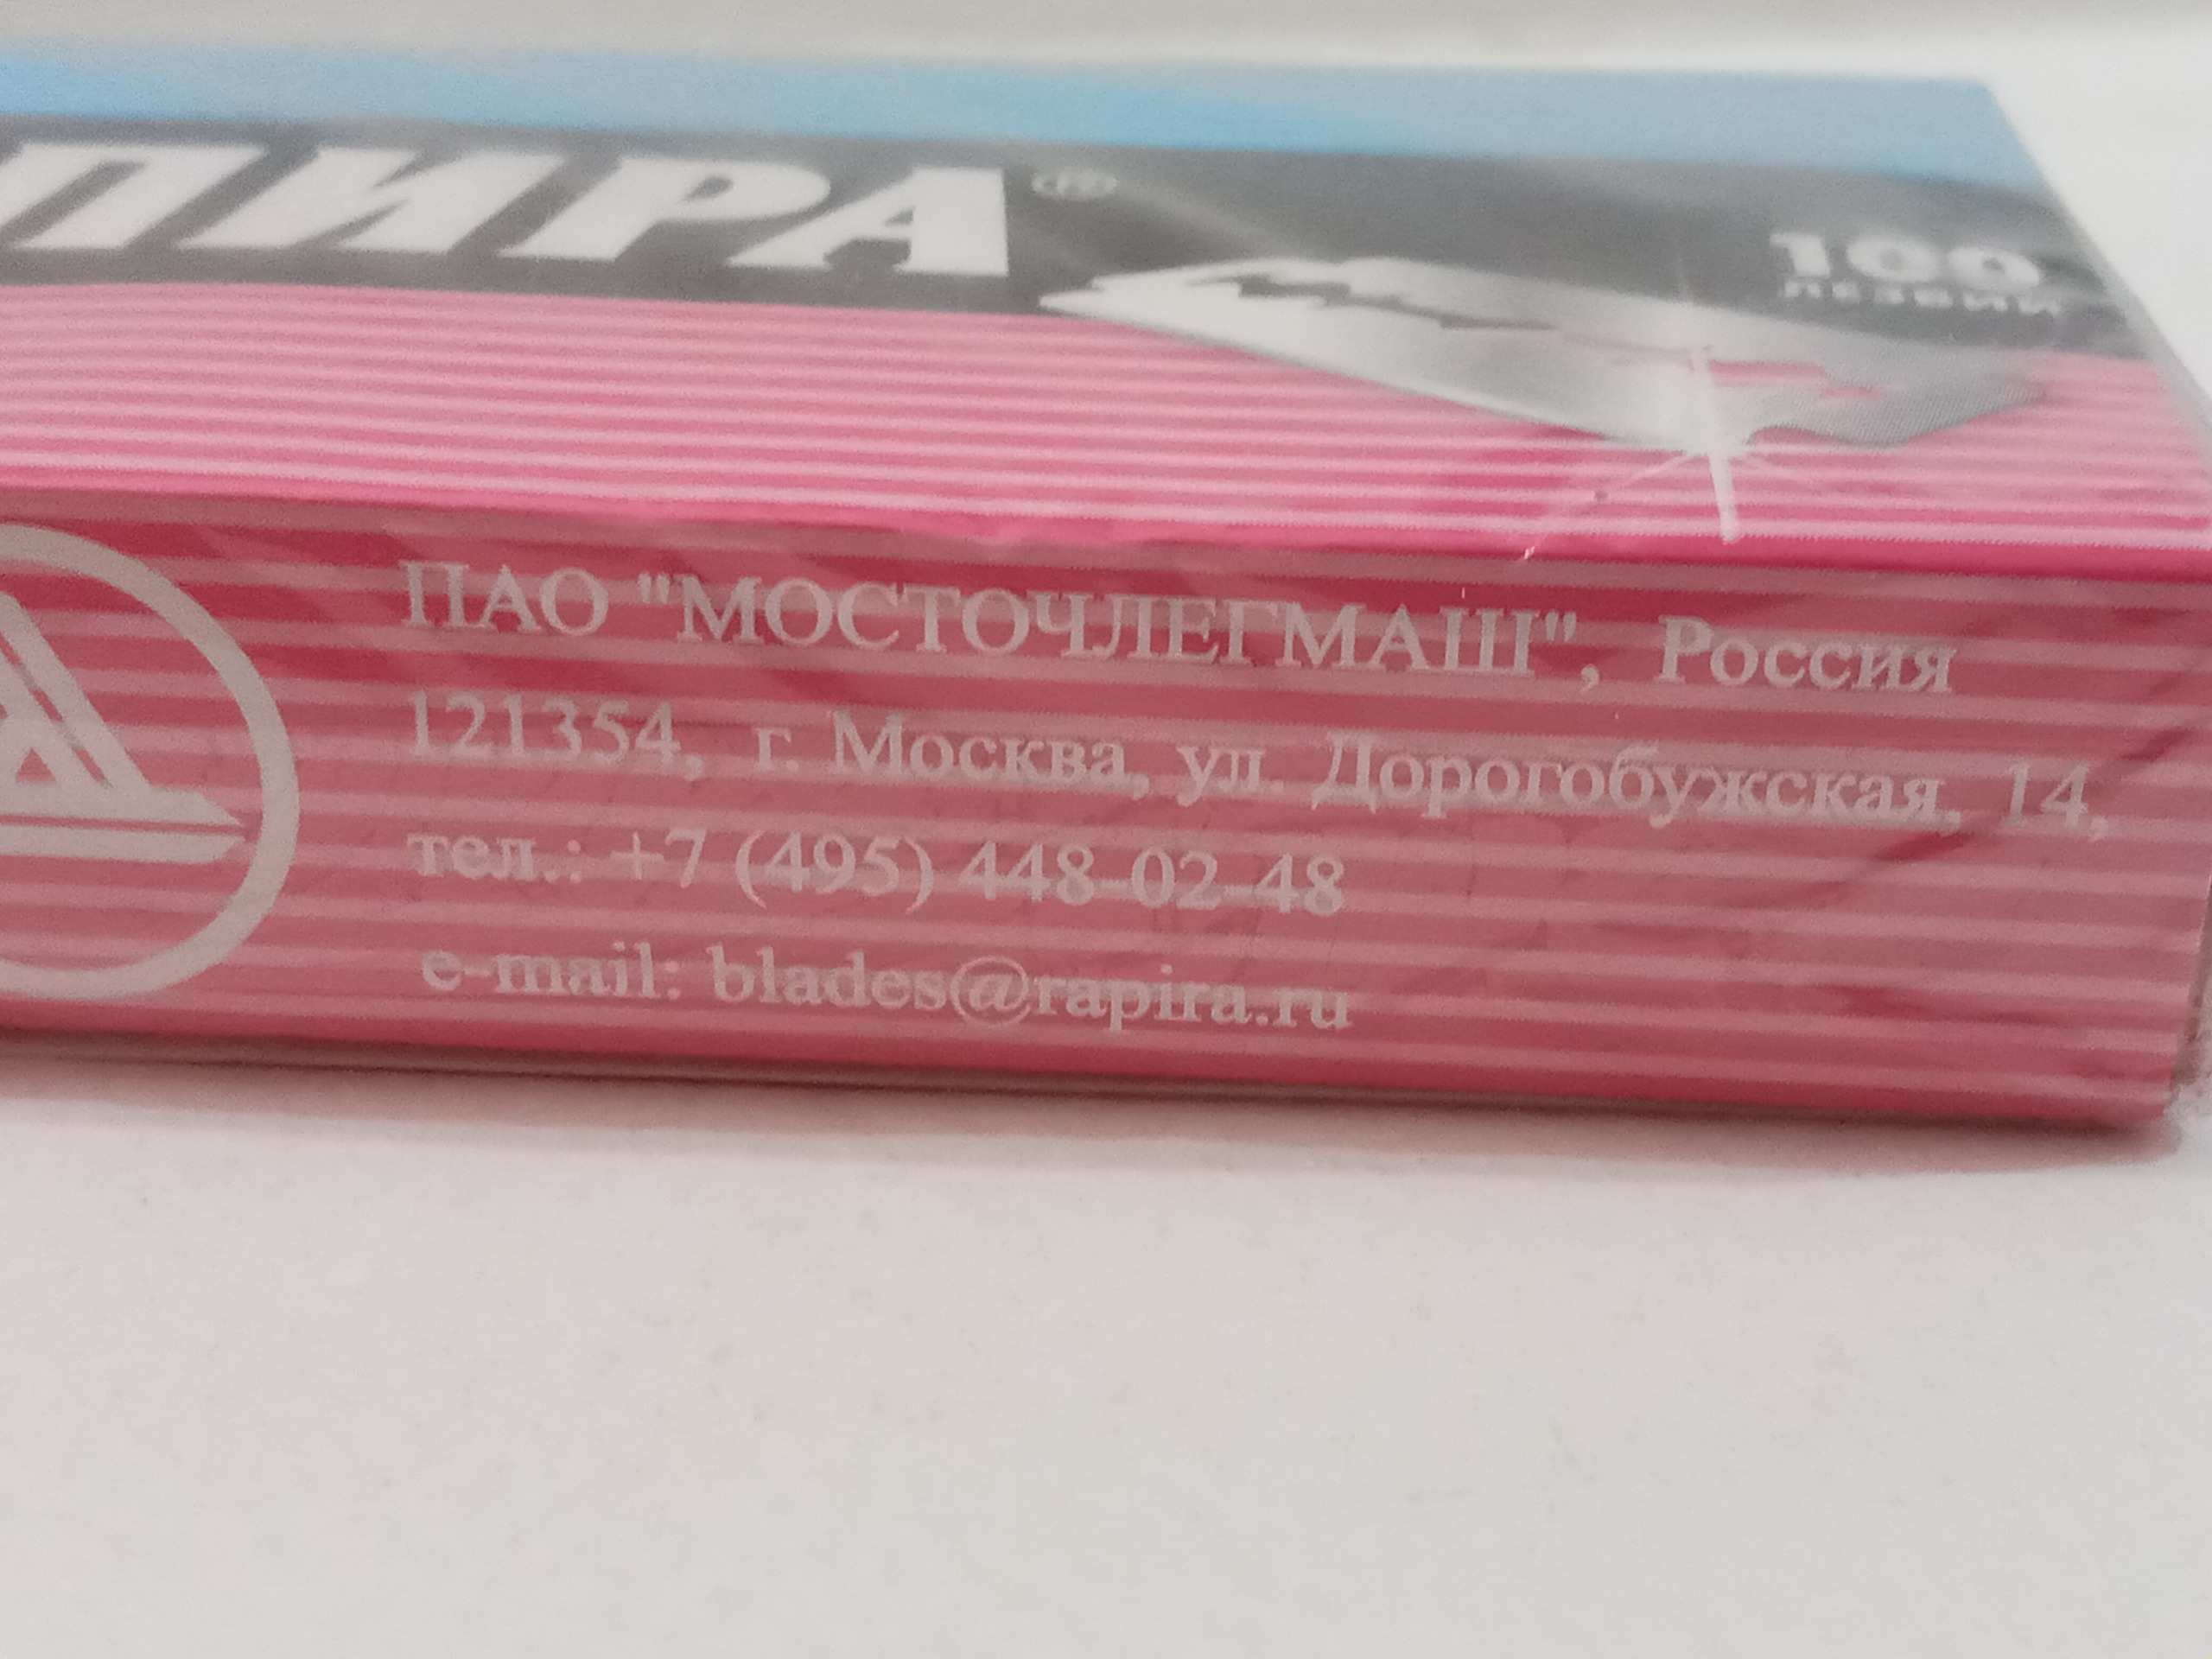 ПИРА®
100
ЛЕЗВИЙ
ПАО "МОСТОЧЛЕГМАШ", Россия
121354, г. Москва, ул. Дорогобужская, 14,
тел.: +7 (495) 448-02-48
e-mail: blades@rapira.ru